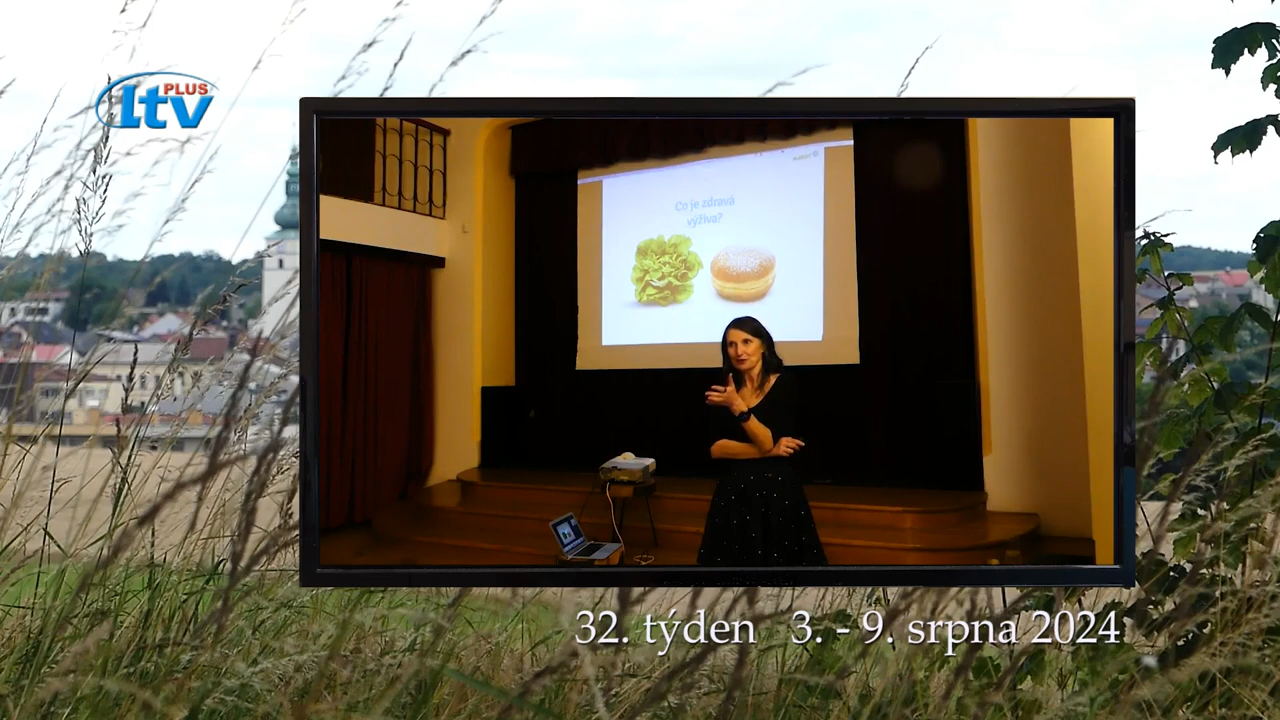 PLUS
ltv
Co je zdravá
výživa?
32. týden 3. - 9. srpna 2024